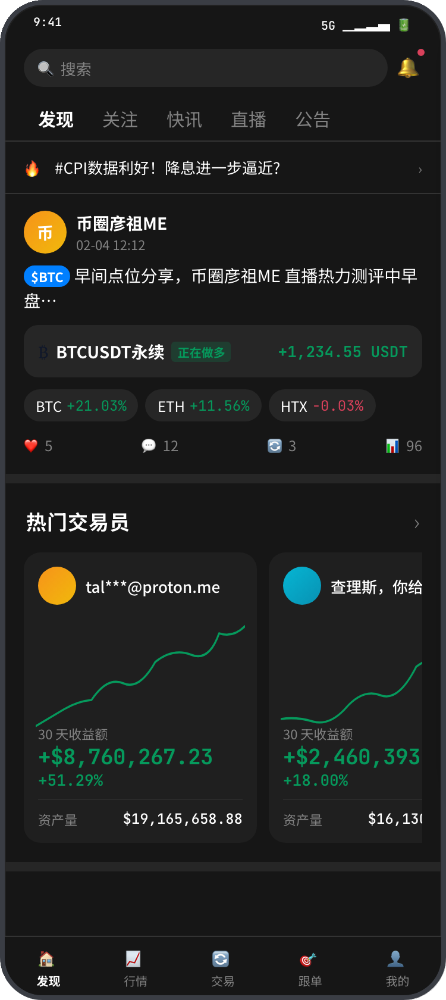 9:41
5G
搜索
发现 关注 快讯 直播 公告
#CPI数据利好！降息进一步逼近？
币
币圈彦祖ME
02-04 12:12
$BTC 早间点位分享，币圈彦祖ME 直播热力测评中早
盘…
₿ BTCUSDT永续 正在做多 +1,234.55 USDT
BTC +21.03% ETH +11.56% HTX -0.03%
5 12 3 96
热门交易员
tal***@proton.me
30 天收益额
+$8,760,267.23
+51.29%
资产量 $19,165,658.88
查理斯，你给
30 天收益额
+$2,460,393
+18.00%
资产量 $16,130
发现 行情 交易 跟单 我的